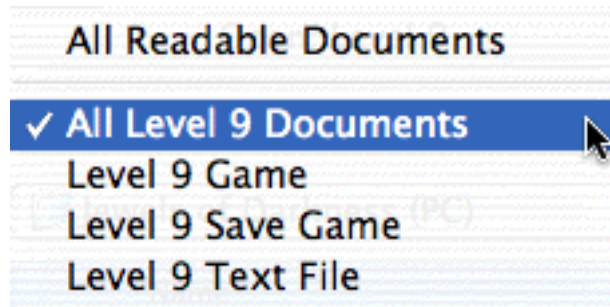 All Readable Documents
✓ All Level 9 Documents
Level 9 Game
Level 9 Save Game
Level 9 Text File